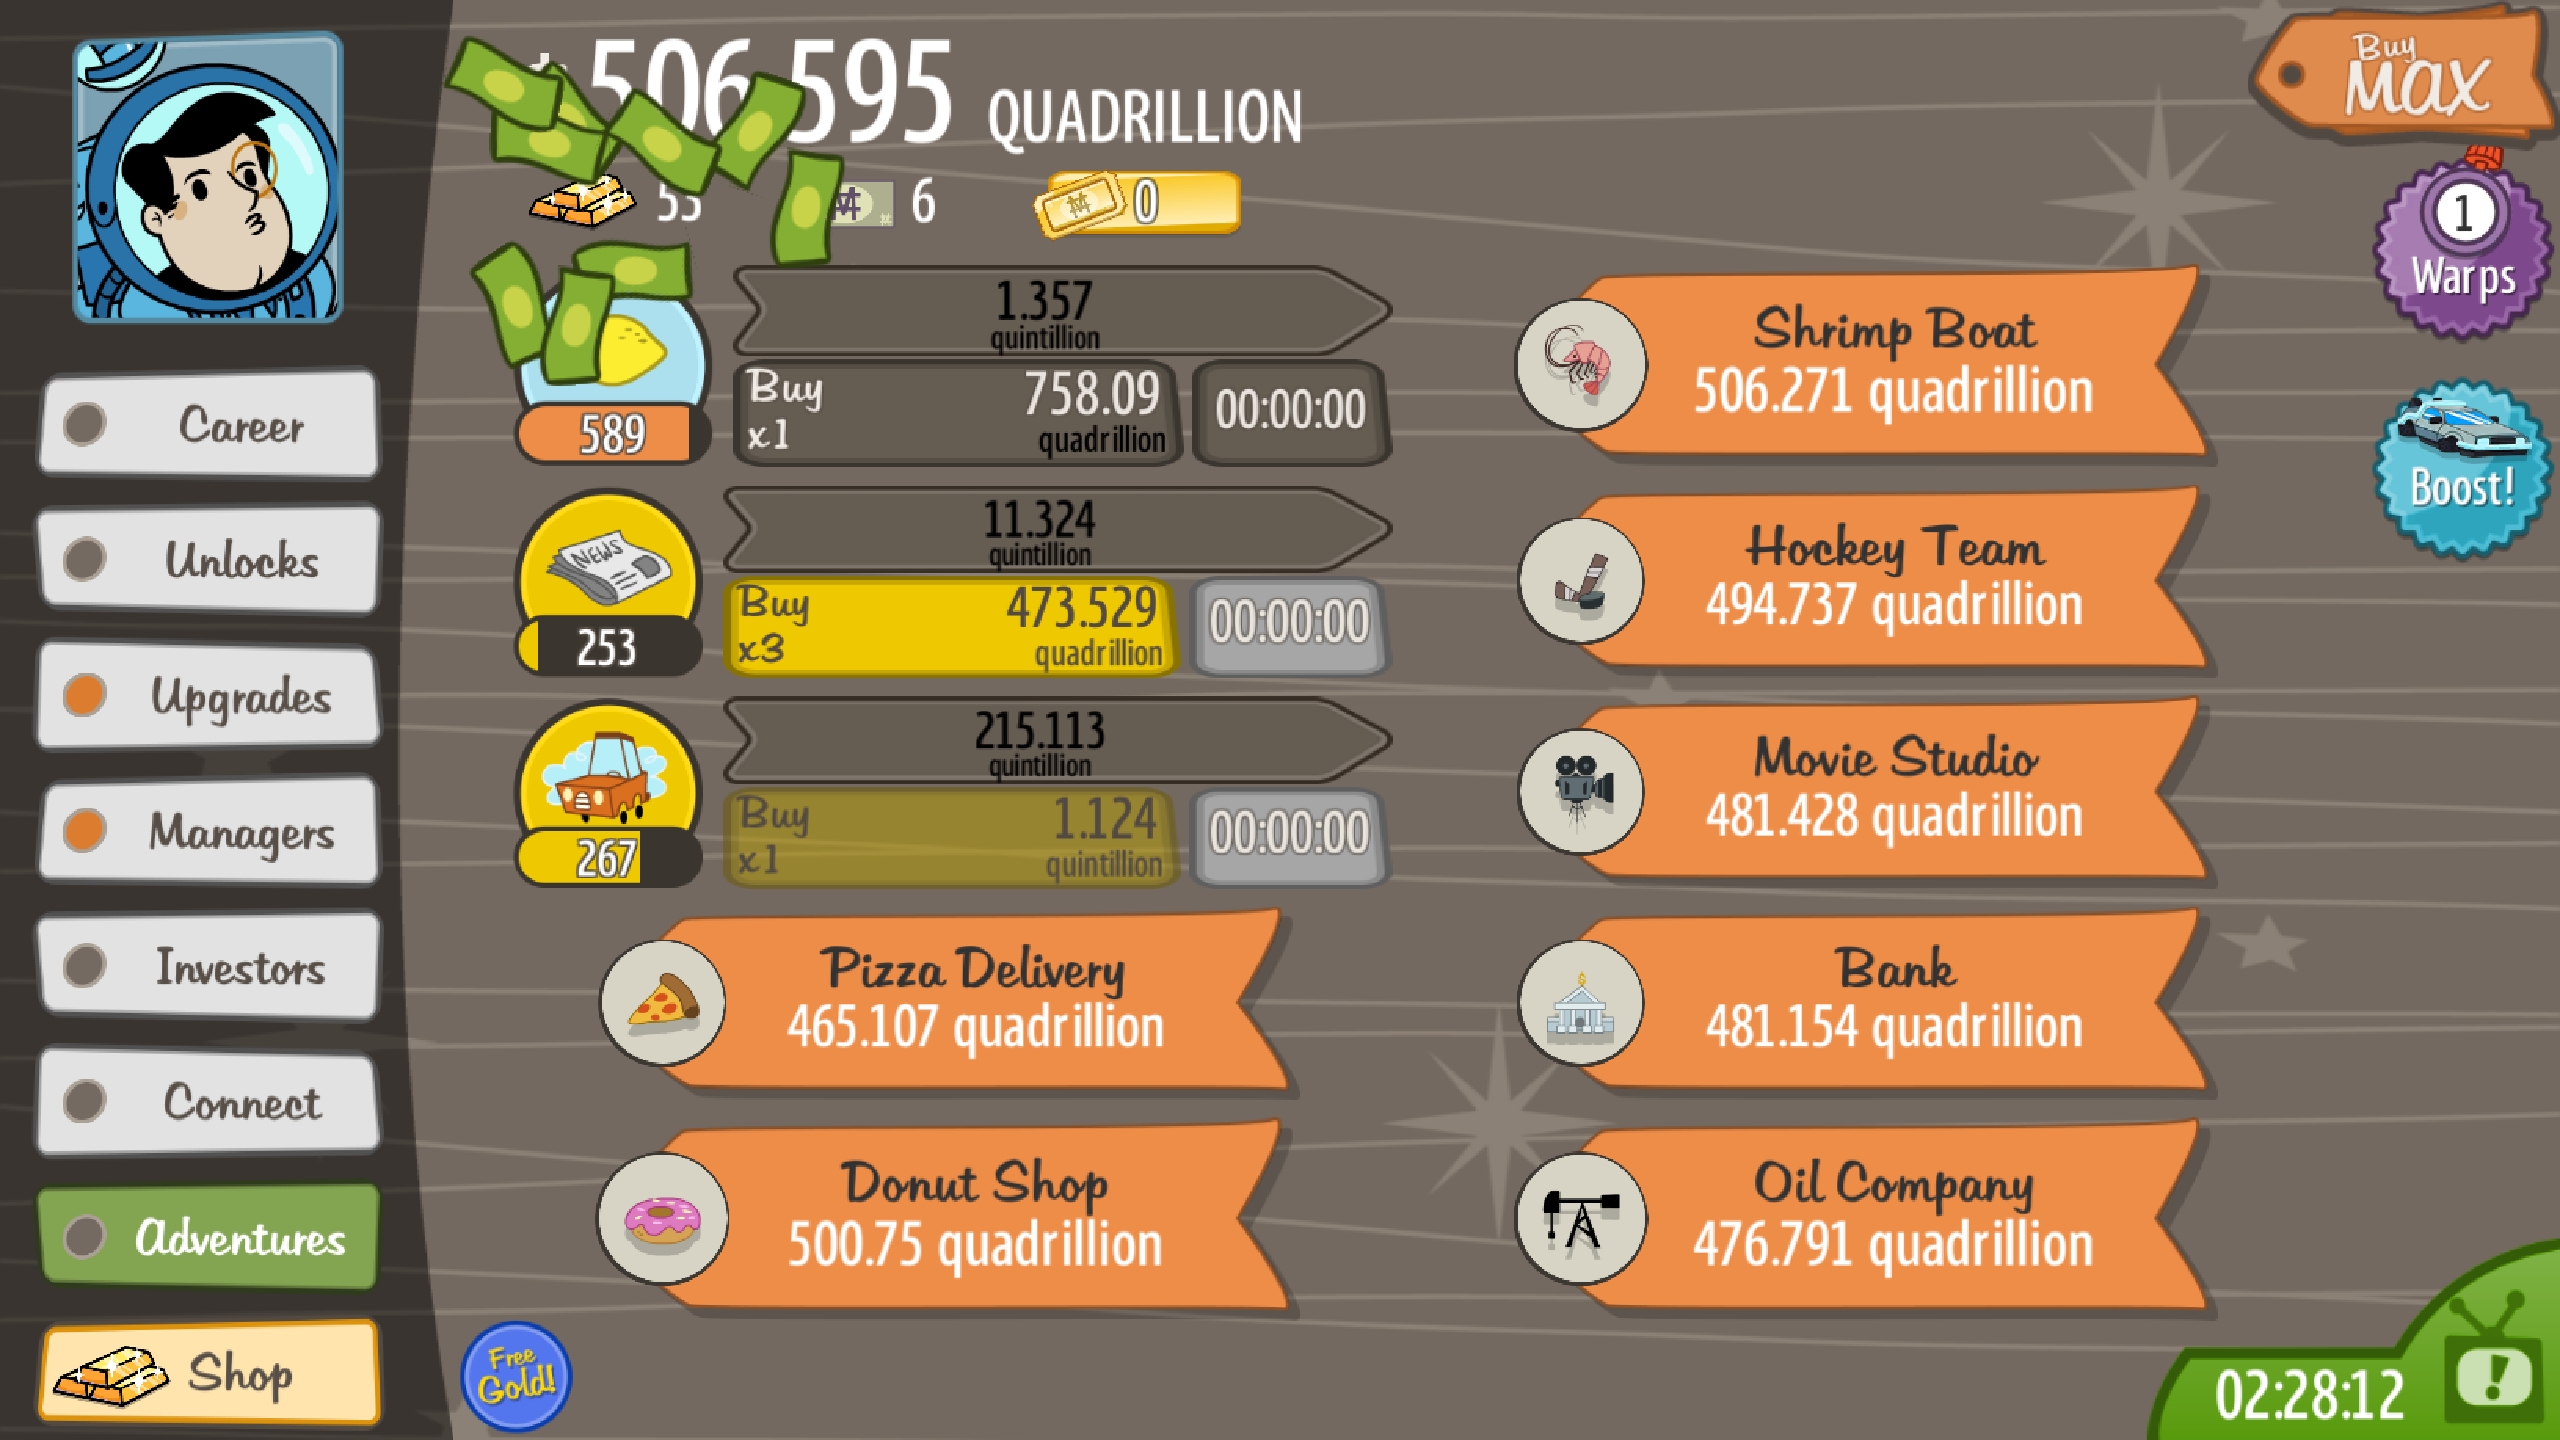 506.595 QUADRILLION
Buy
MAX
6
0
1
Warps
Boost!
Career
Unlocks
Upgrades
Managers
Investors
Connect
Adventures
Shop
1.357
quintillion
589
Buy
x1
758.09
quadrillion
00:00:00
11.324
quintillion
NEWS
253
Buy
x3
473.529
quadrillion
00:00:00
215.113
quintillion
267
Buy
x1
1.124
quintillion
00:00:00
Pizza Delivery
465.107 quadrillion
Donut Shop
500.75 quadrillion
Shrimp Boat
506.271 quadrillion
Hockey Team
494.737 quadrillion
Movie Studio
481.428 quadrillion
Bank
481.154 quadrillion
Oil Company
476.791 quadrillion
Free
Gold!
02:28:12
!